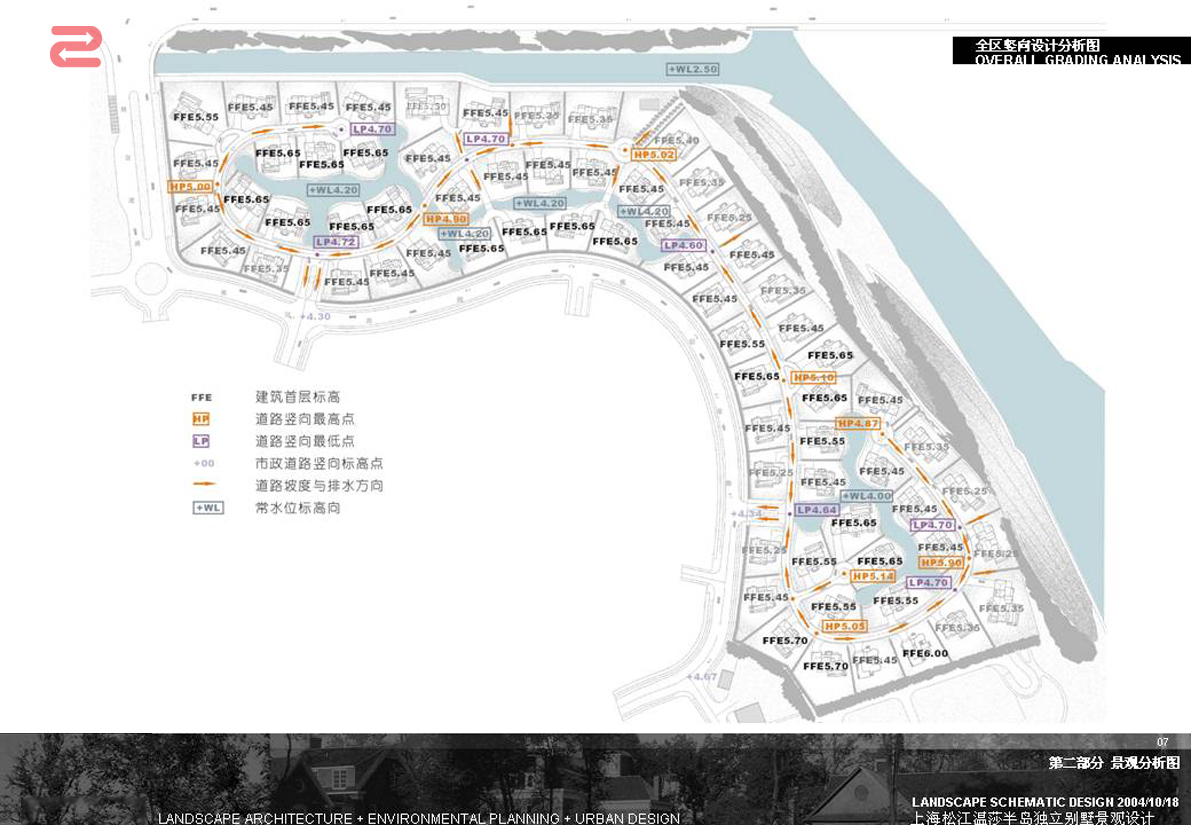 全区竖向设计分析图
OVERALL GRADING ANALYSIS
+WL2.50
FFE5.55 FFE5.45 FFE5.45 FFE5.45 FFE5.45 FFE5.35 FFE5.35
LP4.70
LP4.70
FFE5.40
HP5.02
FFE5.65 FFE5.65 FFE5.65
FFE5.45 FFE5.45 FFE5.45 FFE5.45 FFE5.45
FFE5.35
HP5.00
+WL4.20
FFE5.45
FFE5.65 FFE5.65 FFE5.45
+WL4.20
+WL4.20
FFE5.45
HP4.90
FFE5.25
FFE5.65 FFE5.65
FFE5.45
+WL4.20
FFE5.65 FFE5.65 FFE5.65
LP4.72
LP4.60
FFE5.45 FFE5.45 FFE5.65 FFE5.45
FFE5.35 FFE5.45 FFE5.45 FFE5.45
FFE5.35
FFE5.45
+4.30
FFE5.45
FFE5.55
FFE5.65
FFE5.65
HP5.10
FFE5.65 FFE5.45
HP4.87
FFE5.45 FFE5.55 FFE5.35
FFE5.25 FFE5.45 FFE5.45
FFE5.25
+WL4.00
+4.34
LP4.64
FFE5.45
FFE5.65
LP4.70
FFE5.25 FFE5.45 FFE5.25
FFE5.55 FFE5.65
HP5.90
HP5.14
LP4.70
FFE5.45 FFE5.55 FFE5.55 FFE5.35
HP5.05
FFE5.35
FFE5.70
FFE5.70 FFE5.45 FFE6.00
+4.67
FFE 建筑首层标高
HP 道路竖向最高点
LP 道路竖向最低点
+00 市政道路竖向标高点
道路坡度与排水方向
+WL 常水位标高向
07
第二部分 景观分析图
LANDSCAPE SCHEMATIC DESIGN 2004/10/18
LANDSCAPE ARCHITECTURE + ENVIRONMENTAL PLANNING + URBAN DESIGN
上海松江温莎半岛独立别墅景观设计